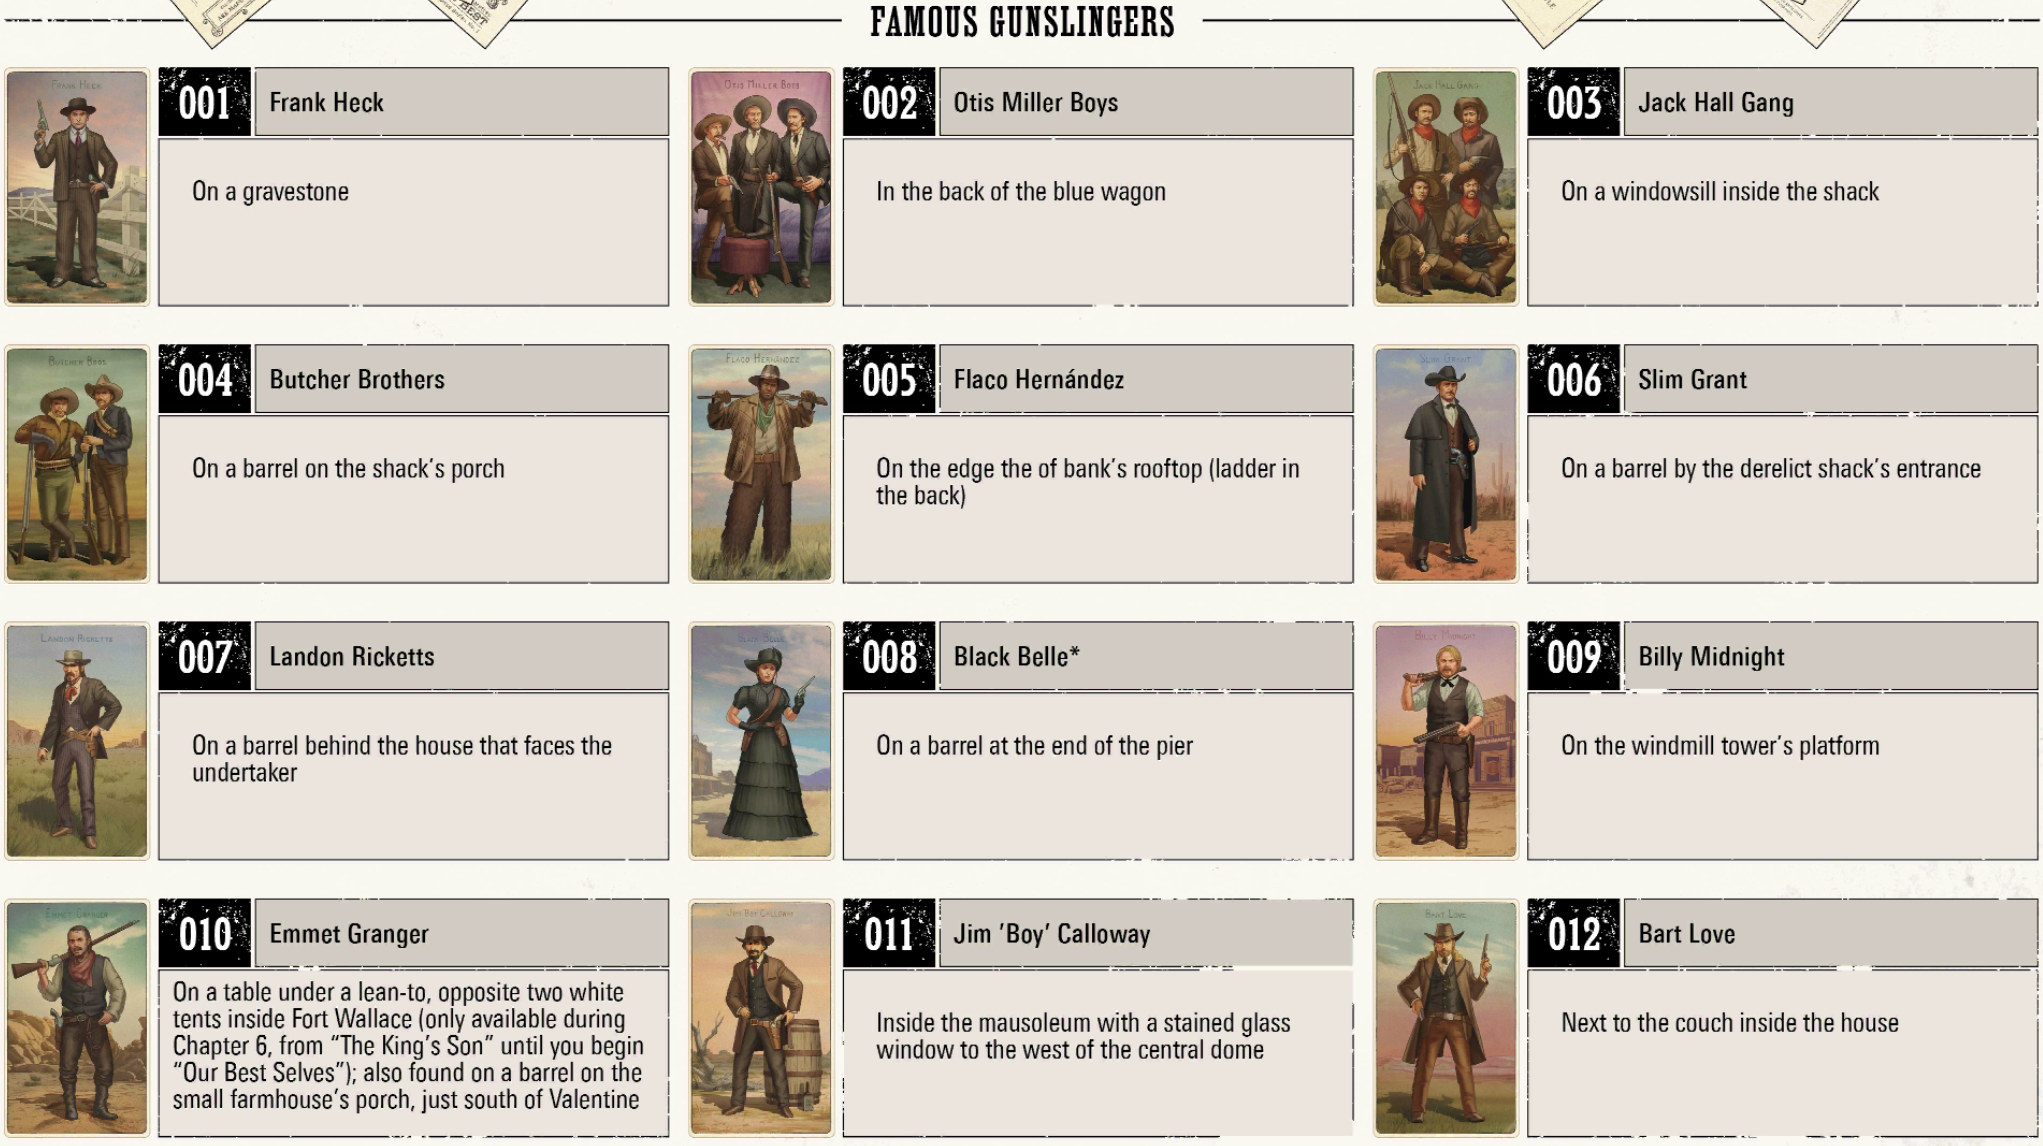 FAMOUS GUNSLINGERS
FRANK HECK
001
Frank Heck
On a gravestone
OTIS MILLER BOYS
002
Otis Miller Boys
In the back of the blue wagon
JACK HALL GANG
003
Jack Hall Gang
On a windowsill inside the shack
BUTCHER BROS.
004
Butcher Brothers
On a barrel on the shack's porch
FLACO HERNÁNDEZ
005
Flaco Hernández
On the edge the of bank's rooftop (ladder in
the back)
SLIM GRANT
006
Slim Grant
On a barrel by the derelict shack's entrance
LANDON RICKETTS
007
Landon Ricketts
On a barrel behind the house that faces the
undertaker
BLACK BELLE
008
Black Belle*
On a barrel at the end of the pier
BILLY MIDNIGHT
009
Billy Midnight
On the windmill tower's platform
EMMET GRANGER
010
Emmet Granger
On a table under a lean-to, opposite two white
tents inside Fort Wallace (only available during
Chapter 6, from “The King's Son” until you begin
“Our Best Selves”); also found on a barrel on the
small farmhouse's porch, just south of Valentine
JIM BOY CALLOWAY
011
Jim 'Boy' Calloway
Inside the mausoleum with a stained glass
window to the west of the central dome
BART LOVE
012
Bart Love
Next to the couch inside the house